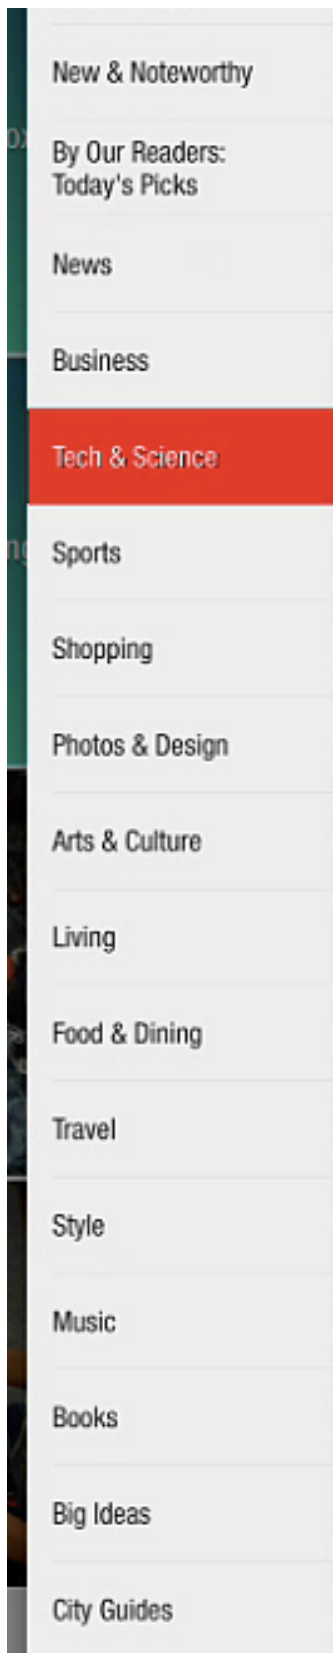 New & Noteworthy
By Our Readers:
Today's Picks
News
Business
Tech & Science
Sports
Shopping
Photos & Design
Arts & Culture
Living
Food & Dining
Travel
Style
Music
Books
Big Ideas
City Guides